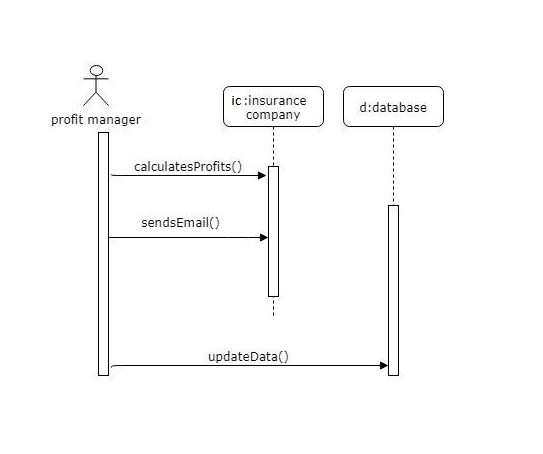 ic:insurance
company
d:database
profit manager
calculatesProfits()
sendsEmail()
updateData()